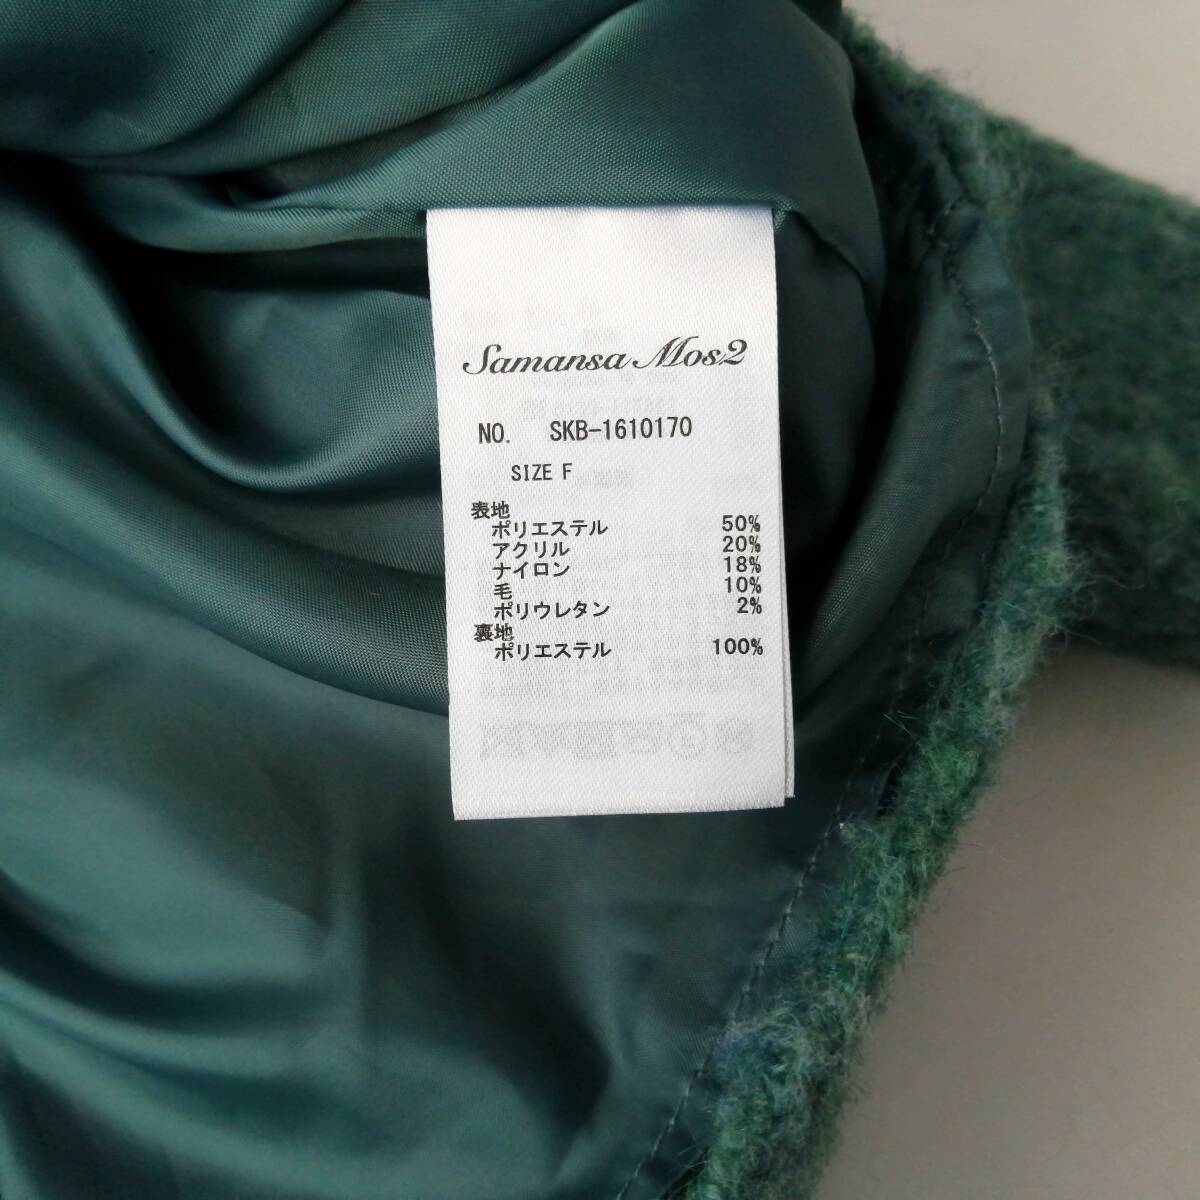 Samansa Mos2
NO. SKB-1610170
SIZE F
表地
ポリエステル 50%
アクリル 20%
ナイロン 18%
毛 10%
ポリウレタン 2%
裏地
ポリエステル 100%